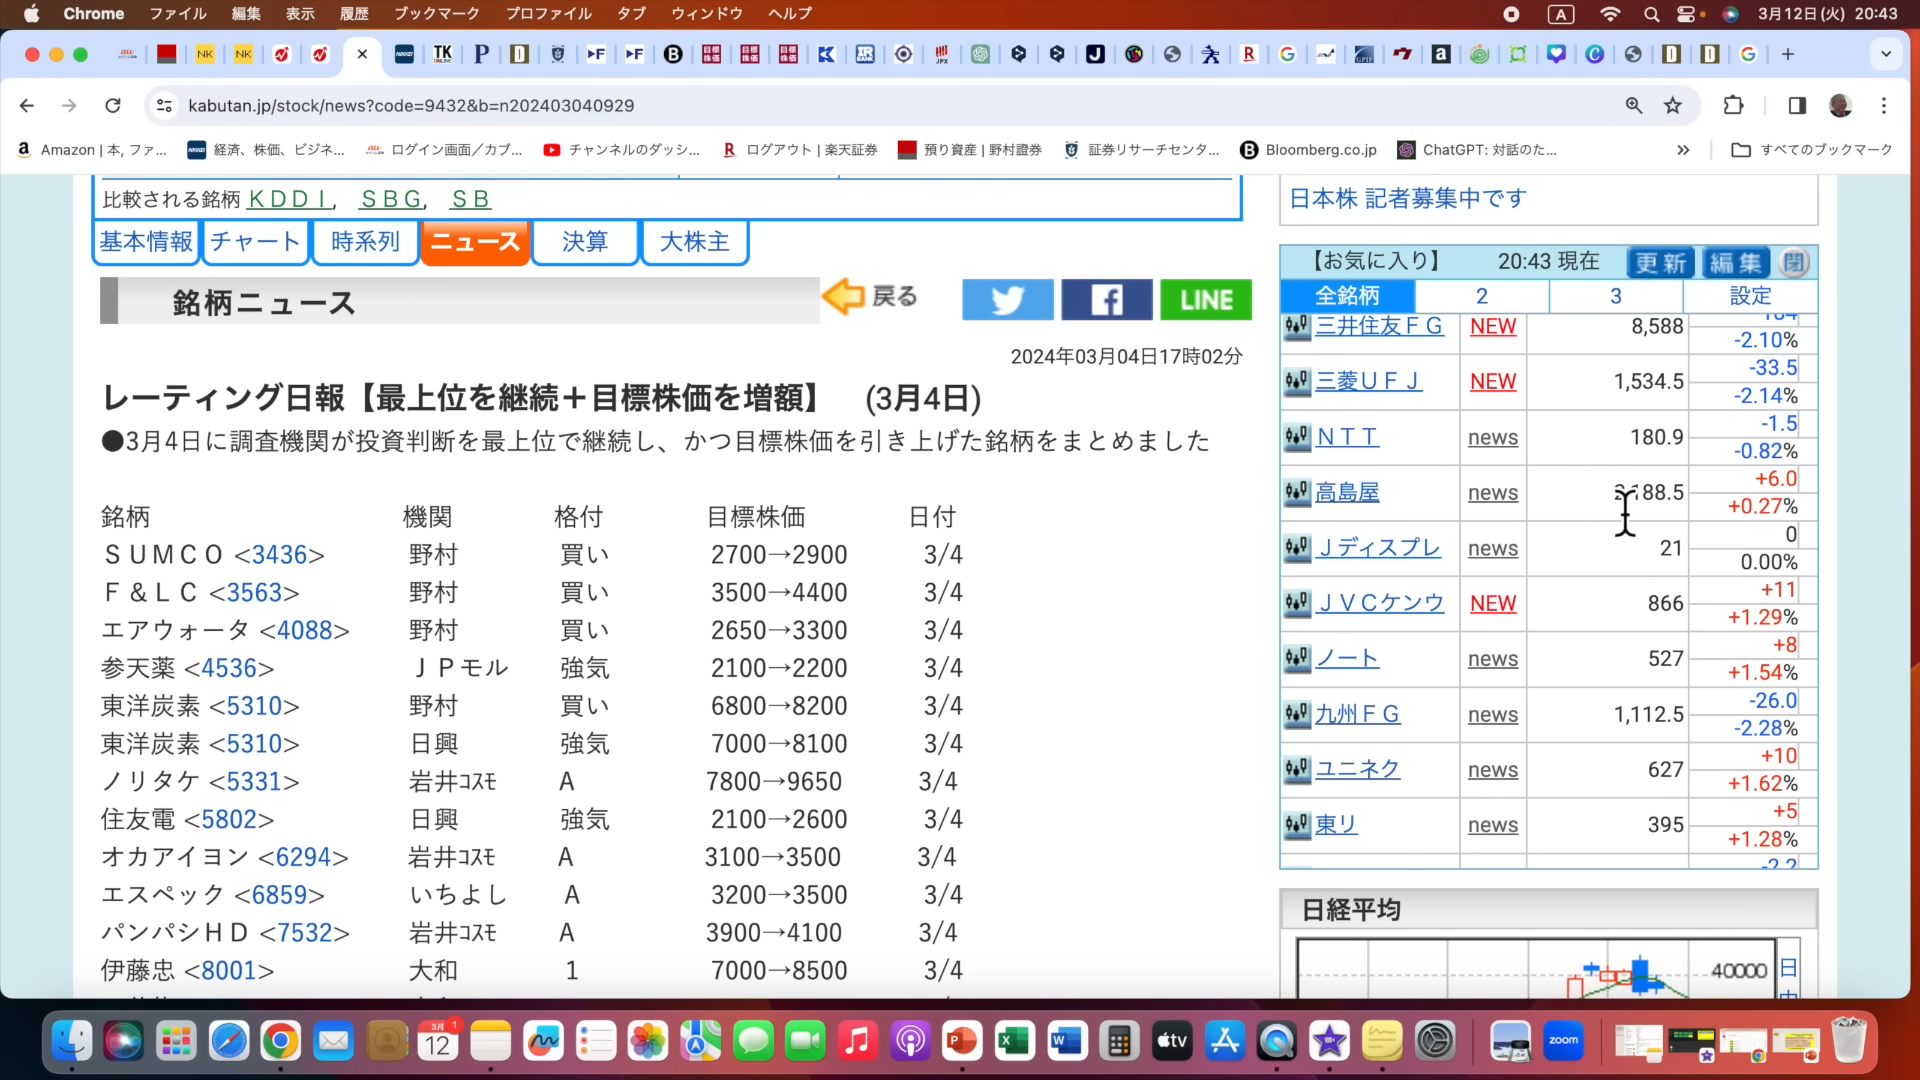 Chrome ファイル 編集 表示 履歴 ブックマーク プロファイル タブ ウィンドウ ヘルプ A 3月12日(火) 20:43
kabutan.jp/stock/news?code=9432&b=n202403040929
Amazon | 本, ファ... 経済、株価、ビジネ... ログイン画面／カブ... チャンネルのダッシ... ログアウト | 楽天証券 預り資産 | 野村證券 証券リサーチセンタ... Bloomberg.co.jp ChatGPT: 対話のた... すべてのブックマーク
比較される銘柄 ＫＤＤＩ, ＳＢＧ, ＳＢ
基本情報 チャート 時系列 ニュース 決算 大株主
銘柄ニュース
戻る
LINE
2024年03月04日17時02分
レーティング日報【最上位を継続＋目標株価を増額】 (3月4日)
●3月4日に調査機関が投資判断を最上位で継続し、かつ目標株価を引き上げた銘柄をまとめました
銘柄 機関 格付 目標株価 日付
ＳＵＭＣＯ <3436> 野村 買い 2700→2900 3/4
Ｆ＆ＬＣ <3563> 野村 買い 3500→4400 3/4
エアウォータ <4088> 野村 買い 2650→3300 3/4
参天薬 <4536> ＪＰモル 強気 2100→2200 3/4
東洋炭素 <5310> 野村 買い 6800→8200 3/4
東洋炭素 <5310> 日興 強気 7000→8100 3/4
ノリタケ <5331> 岩井ｺｽﾓ A 7800→9650 3/4
住友電 <5802> 日興 強気 2100→2600 3/4
オカアイヨン <6294> 岩井ｺｽﾓ A 3100→3500 3/4
エスペック <6859> いちよし A 3200→3500 3/4
パンパシＨＤ <7532> 岩井ｺｽﾓ A 3900→4100 3/4
伊藤忠 <8001> 大和 1 7000→8500 3/4
日本株 記者募集中です
【お気に入り】 20:43 現在 更新 編集 閉
全銘柄 2 3 設定
三井住友ＦＧ NEW 8,588 -2.10%
三菱ＵＦＪ NEW 1,534.5 -33.5 -2.14%
ＮＴＴ news 180.9 -1.5 -0.82%
高島屋 news 88.5 +6.0 +0.27%
Ｊディスプレ news 21 0 0.00%
ＪＶＣケンウ NEW 866 +11 +1.29%
ノート news 527 +8 +1.54%
九州ＦＧ news 1,112.5 -26.0 -2.28%
ユニネク news 627 +10 +1.62%
東リ news 395 +5 +1.28%
日経平均
40000
日
3月 1
12
tv
zoom